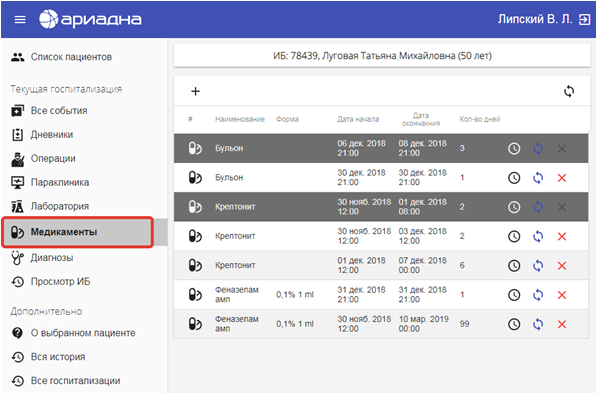 ариадна
Липский В. Л.
Список пациентов
Текущая госпитализация
Все события
Дневники
Операции
Параклиника
Лаборатория
Медикаменты
Диагнозы
Просмотр ИБ
Дополнительно
О выбранном пациенте
Вся история
Все госпитализации
ИБ: 78439, Луговая Татьяна Михайловна (50 лет)
# Наименование Форма Дата начала Дата окончания Кол-во дней
Бульон 06 дек. 2018 21:00 08 дек. 2018 21:00 3
Бульон 30 дек. 2018 21:00 30 дек. 2018 21:00 1
Крептонит 30 нояб. 2018 12:00 01 дек. 2018 08:00 2
Крептонит 30 нояб. 2018 12:00 03 дек. 2018 12:00 2
Крептонит 01 дек. 2018 12:00 07 дек. 2018 00:00 6
Феназепам амп 0,1% 1 ml 31 дек. 2018 21:00 31 дек. 2018 21:00 1
Феназепам амп 0,1% 1 ml 30 нояб. 2018 12:00 10 мар. 2019 00:00 99